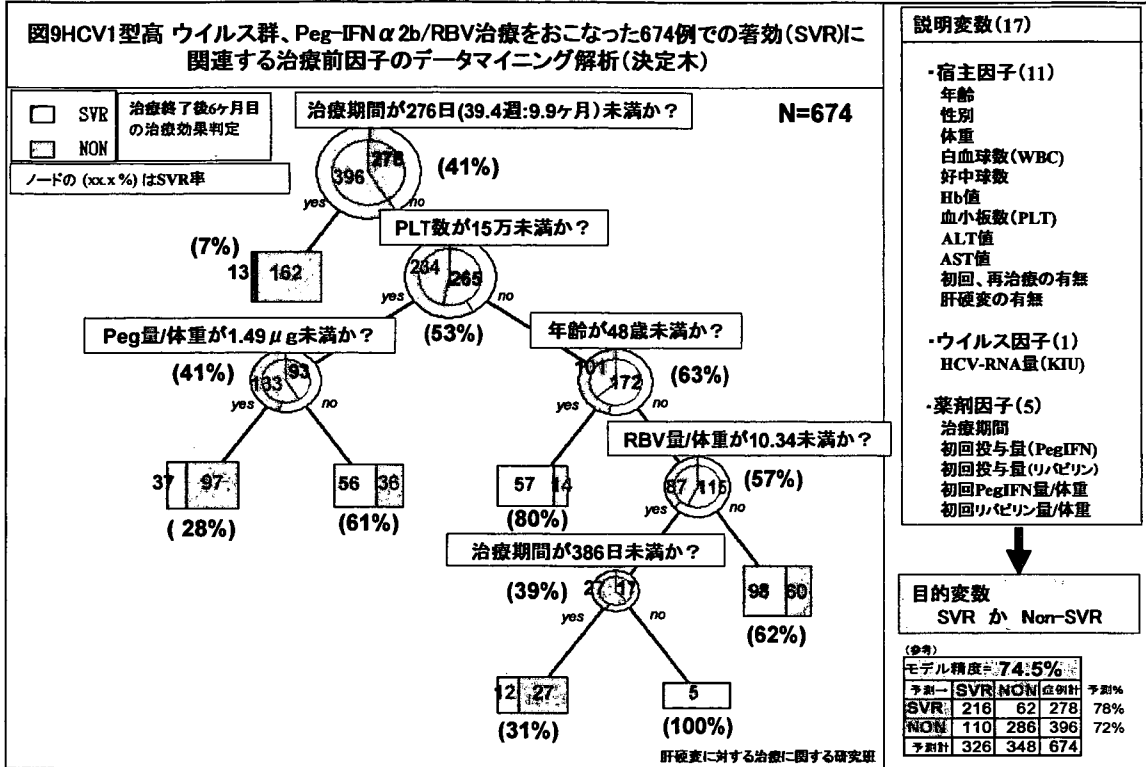 図9HCV1型高 ウイルス群、Peg-IFNα2b/RBV治療をおこなった674例での著効(SVR)に
関連する治療前因子のデータマイニング解析(決定木)
SVR
NON
治療終了後6ヶ月目
の治療効果判定
ノードの (xx.x %) はSVR率
N=674
治療期間が276日(39.4週:9.9ヶ月)未満か?
396
278
(41%)
yes
no
(7%)
13
162
PLT数が15万未満か?
234
265
(53%)
yes
no
Peg量/体重が1.49μg未満か?
(41%)
133
93
yes
no
37
97
(28%)
56
36
(61%)
年齢が48歳未満か?
101
172
(63%)
yes
no
57
14
(80%)
RBV量/体重が10.34未満か?
87
115
(57%)
yes
no
治療期間が386日未満か?
(39%)
27
17
yes
no
98
60
(62%)
12
27
(31%)
5
(100%)
肝硬変に対する治療に関する研究班
説明変数(17)
・宿主因子(11)
年齢
性別
体重
白血球数(WBC)
好中球数
Hb値
血小板数(PLT)
ALT値
AST値
初回、再治療の有無
肝硬変の有無
・ウイルス因子(1)
HCV-RNA量(KIU)
・薬剤因子(5)
治療期間
初回投与量(PegIFN)
初回投与量(リバビリン)
初回PegIFN量/体重
初回リバビリン量/体重
目的変数
SVR か Non-SVR
(参考)
モデル精度= 74.5%
予測→ SVR NON 症例計 予測%
SVR 216 62 278 78%
NON 110 286 396 72%
予測計 326 348 674